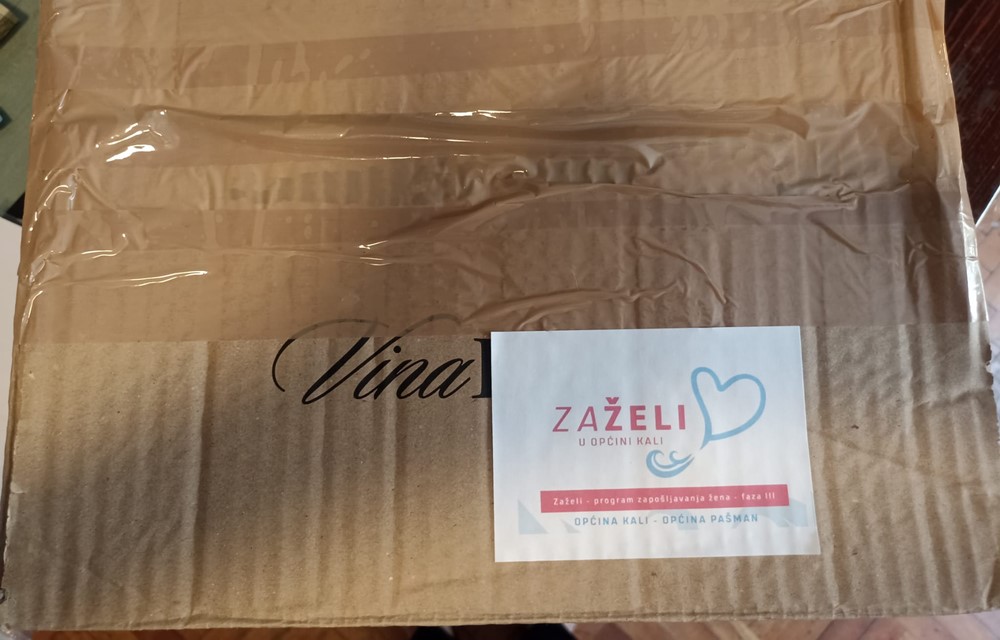 Vina
ZAŽELI
U OPĆINI KALI
Zaželi - program zapošljavanja žena - faza III
OPĆINA KALI - OPĆINA PAŠMAN